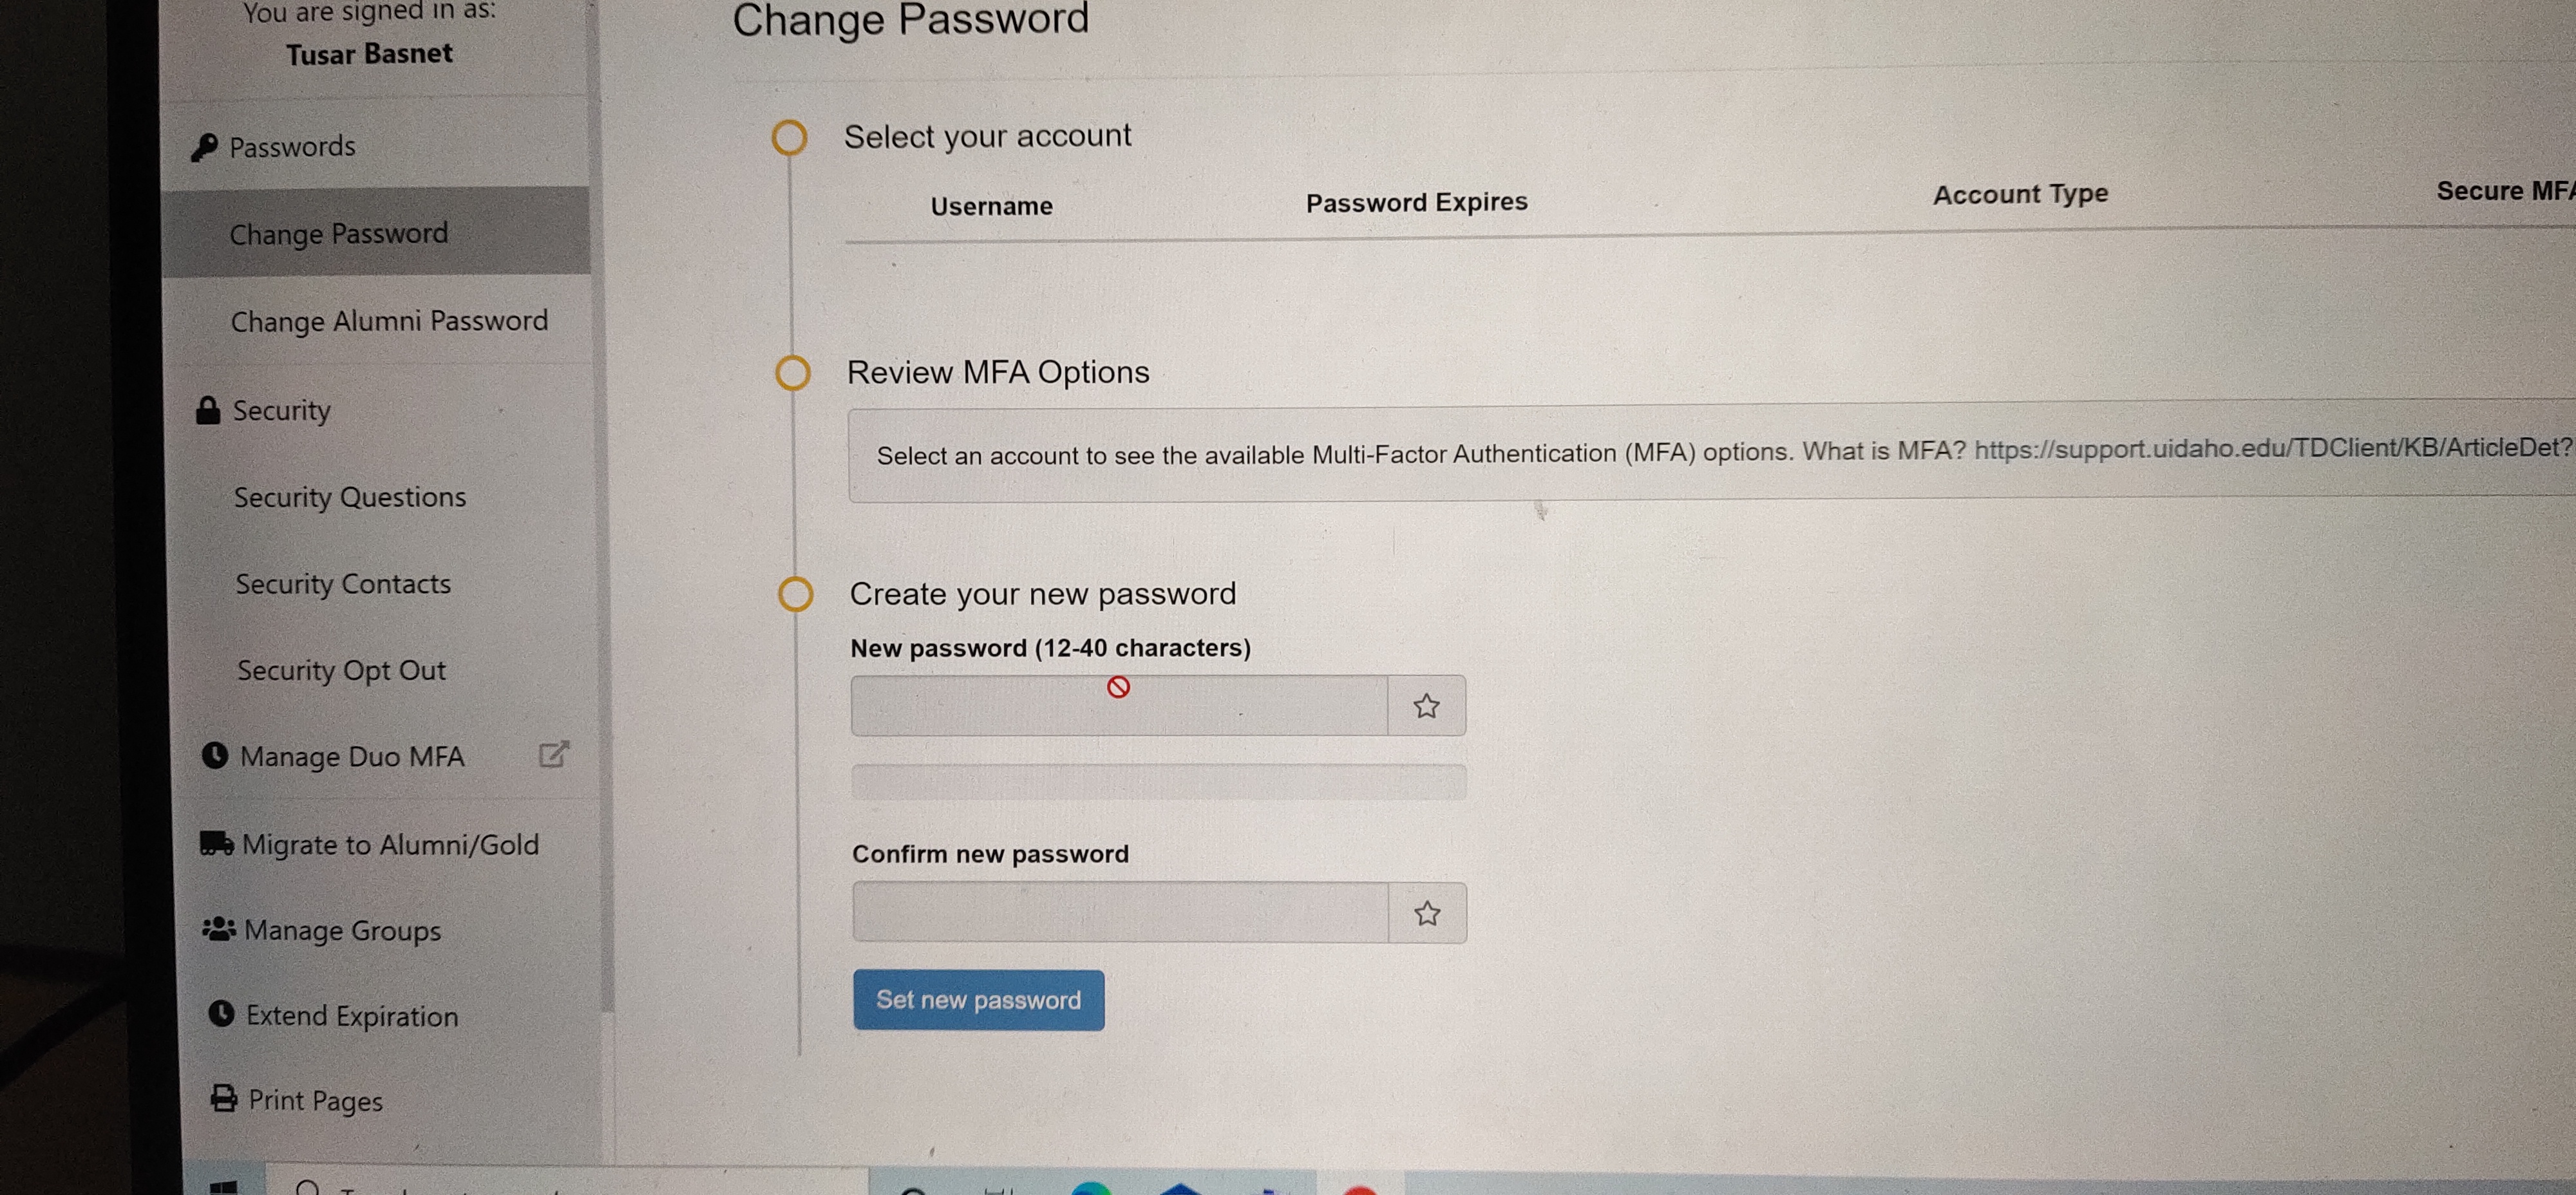 You are signed in as:
Tusar Basnet
Passwords
Change Password
Change Alumni Password
Security
Security Questions
Security Contacts
Security Opt Out
Manage Duo MFA
Migrate to Alumni/Gold
Manage Groups
Extend Expiration
Print Pages
Change Password
Select your account
Username Password Expires Account Type Secure MFA
Review MFA Options
Select an account to see the available Multi-Factor Authentication (MFA) options. What is MFA? https://support.uidaho.edu/TDClient/KB/ArticleDet?
Create your new password
New password (12-40 characters)
Confirm new password
Set new password